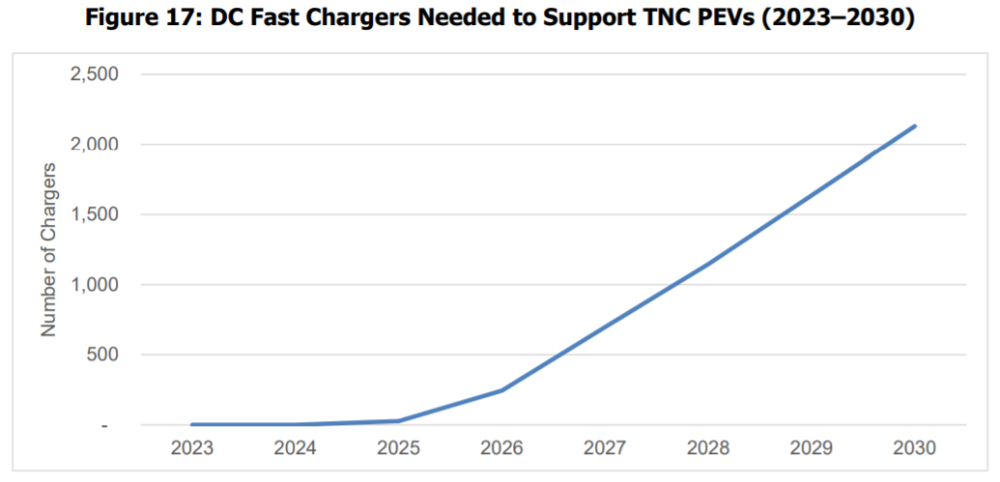 Figure 17: DC Fast Chargers Needed to Support TNC PEVs (2023–2030)
2,500
2,000
1,500
1,000
500
-
Number of Chargers
2023 2024 2025 2026 2027 2028 2029 2030